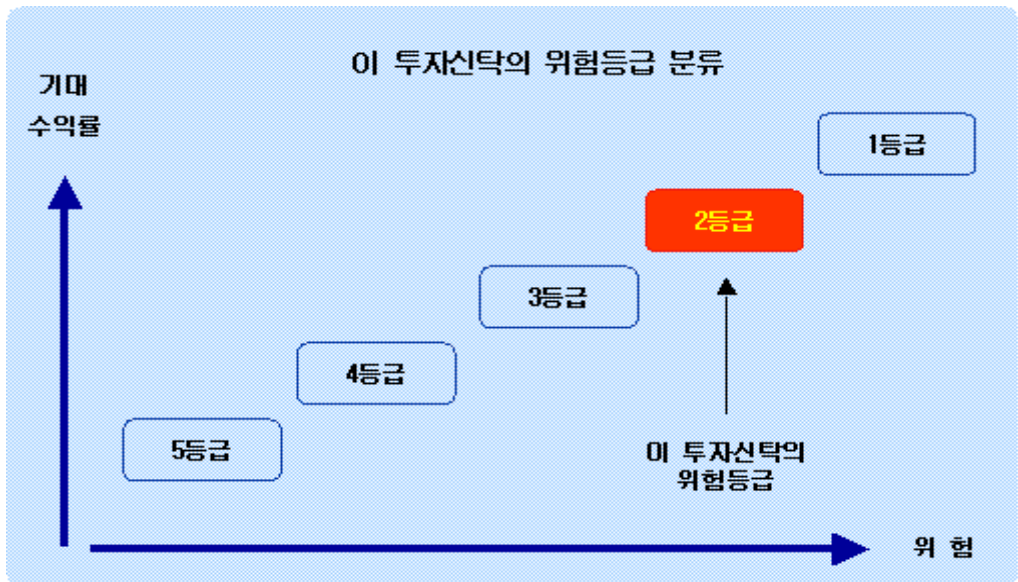 이 투자신탁의 위험등급 분류
기대
수익률
1등급
2등급
3등급
4등급
5등급
이 투자신탁의
위험등급
위 험